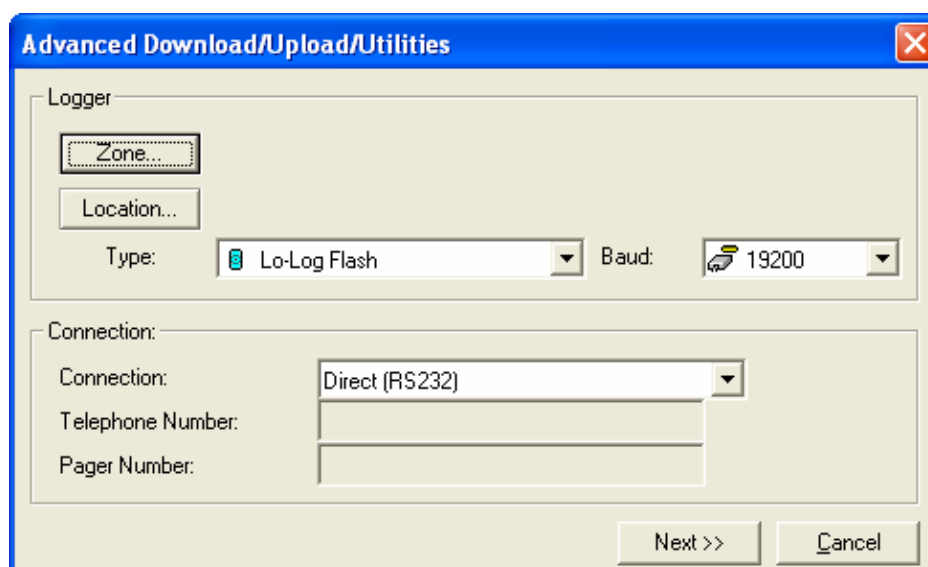 Advanced Download/Upload/Utilities
Logger
Zone...
Location...
Type: Lo-Log Flash Baud: 19200
Connection:
Connection: Direct (RS232)
Telephone Number:
Pager Number:
Next >> Cancel